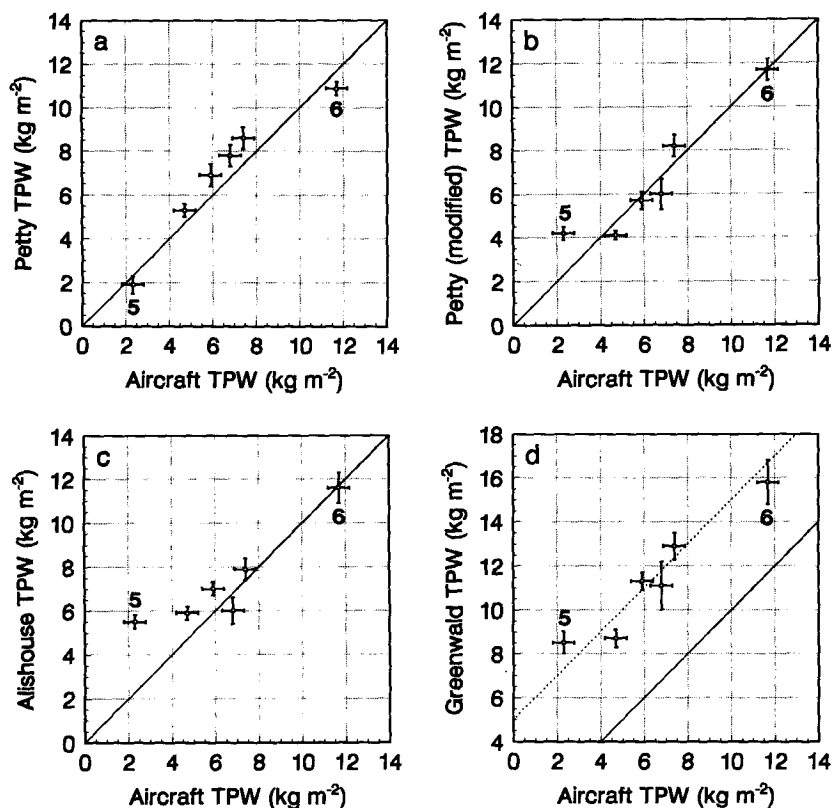 a
14
12
10
8
6
4
2
0
Petty TPW (kg m⁻²)
5
6
0 2 4 6 8 10 12 14
Aircraft TPW (kg m⁻²)
b
14
12
10
8
6
4
2
0
Petty (modified) TPW (kg m⁻²)
5
6
0 2 4 6 8 10 12 14
Aircraft TPW (kg m⁻²)
c
14
12
10
8
6
4
2
0
Alishouse TPW (kg m⁻²)
5
6
0 2 4 6 8 10 12 14
Aircraft TPW (kg m⁻²)
d
18
16
14
12
10
8
6
4
Greenwald TPW (kg m⁻²)
5
6
0 2 4 6 8 10 12 14
Aircraft TPW (kg m⁻²)